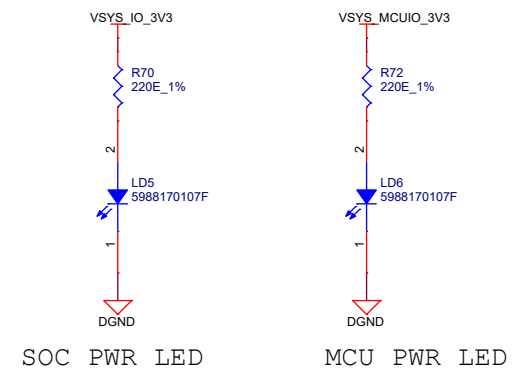 VSYS_IO_3V3
R70
220E_1%
2
LD5
5988170107F
1
DGND
SOC PWR LED
VSYS_MCUIO_3V3
R72
220E_1%
2
LD6
5988170107F
1
DGND
MCU PWR LED